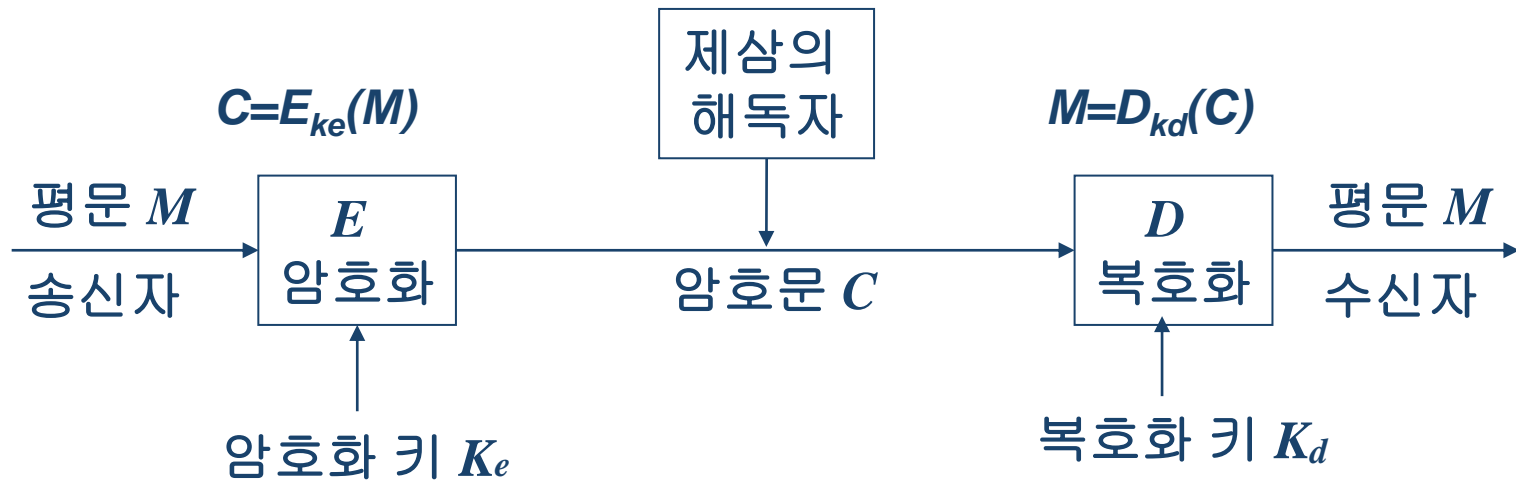 제삼의
해독자
C=Eke(M)
M=Dkd(C)
평문 M
송신자
E
암호화
암호문 C
D
복호화
평문 M
수신자
암호화 키 Ke
복호화 키 Kd